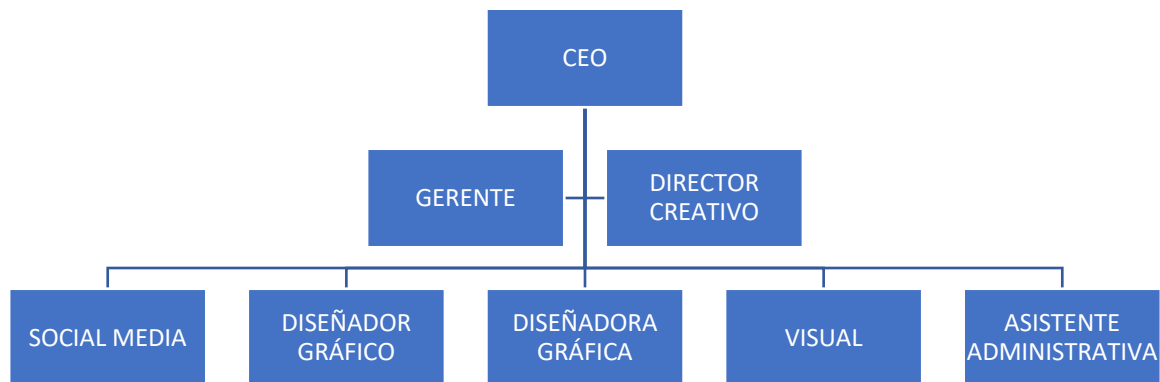 CEO
GERENTE
DIRECTOR
CREATIVO
SOCIAL MEDIA
DISEÑADOR
GRÁFICO
DISEÑADORA
GRÁFICA
VISUAL
ASISTENTE
ADMINISTRATIVA